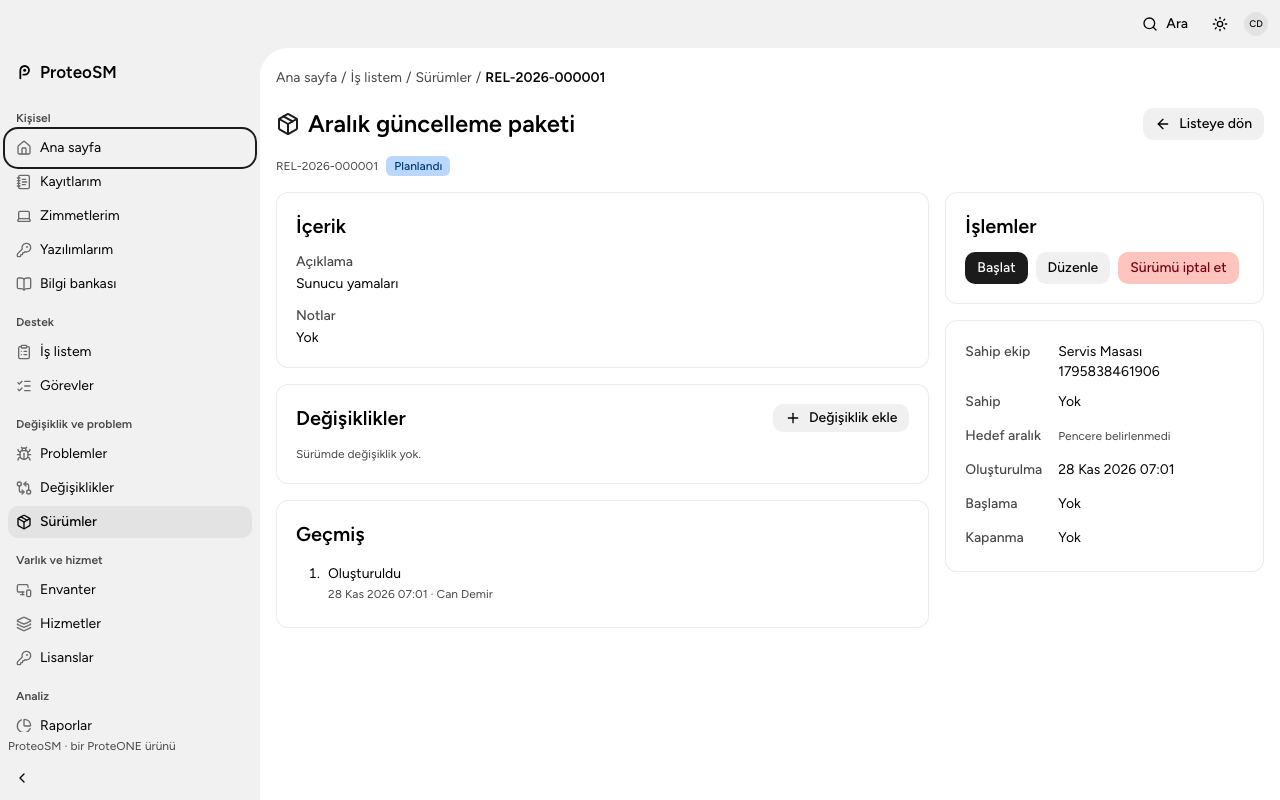 Ara
CD
ProteoSM
Kişisel
Ana sayfa
Kayıtlarım
Zimmetlerim
Yazılımlarım
Bilgi bankası
Destek
İş listem
Görevler
Değişiklik ve problem
Problemler
Değişiklikler
Sürümler
Varlık ve hizmet
Envanter
Hizmetler
Lisanslar
Analiz
Raporlar
ProteoSM · bir ProteONE ürünü
Ana sayfa / İş listem / Sürümler / REL-2026-000001
Aralık güncelleme paketi
Listeye dön
REL-2026-000001 Planlandı
İçerik
Açıklama
Sunucu yamaları
Notlar
Yok
Değişiklikler
Değişiklik ekle
Sürümde değişiklik yok.
Geçmiş
1. Oluşturuldu
28 Kas 2026 07:01 · Can Demir
İşlemler
Başlat Düzenle Sürümü iptal et
Sahip ekip Servis Masası
1795838461906
Sahip Yok
Hedef aralık Pencere belirlenmedi
Oluşturulma 28 Kas 2026 07:01
Başlama Yok
Kapanma Yok